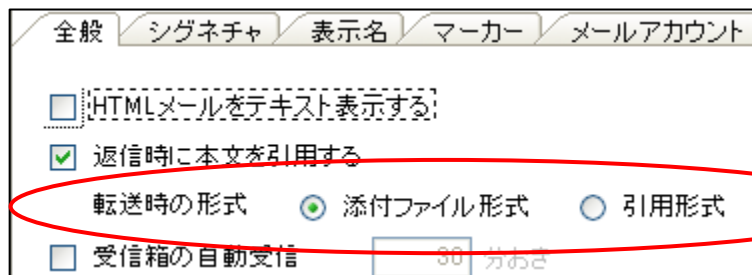 全般 シグネチャ 表示名 マーカー メールアカウント
HTMLメールをテキスト表示する
返信時に本文を引用する
転送時の形式 添付ファイル形式 引用形式
受信箱の自動受信 30 分おき